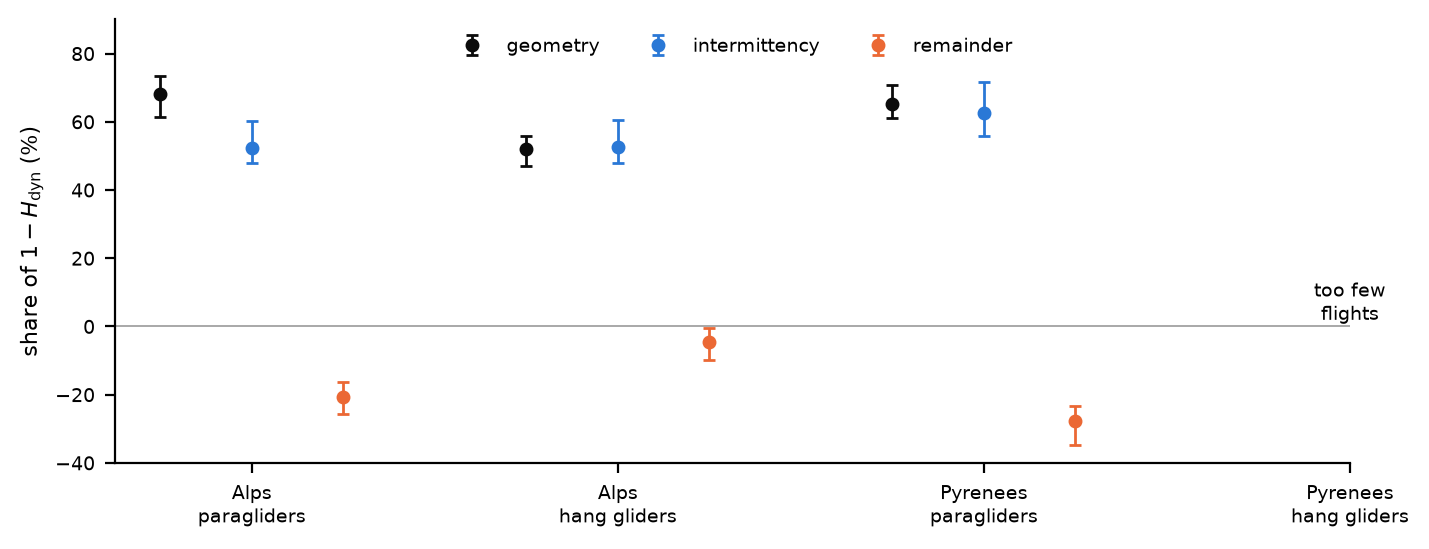 geometry
intermittency
remainder
share of 1 − H_dyn (%)
80
60
40
20
0
−20
−40
too few
flights
Alps
paragliders
Alps
hang gliders
Pyrenees
paragliders
Pyrenees
hang gliders